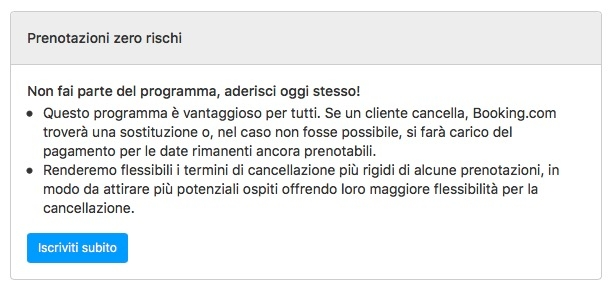 Prenotazioni zero rischi
Non fai parte del programma, aderisci oggi stesso!
• Questo programma è vantaggioso per tutti. Se un cliente cancella, Booking.com
troverà una sostituzione o, nel caso non fosse possibile, si farà carico del
pagamento per le date rimanenti ancora prenotabili.
• Renderemo flessibili i termini di cancellazione più rigidi di alcune prenotazioni, in
modo da attirare più potenziali ospiti offrendo loro maggiore flessibilità per la
cancellazione.
Iscriviti subito